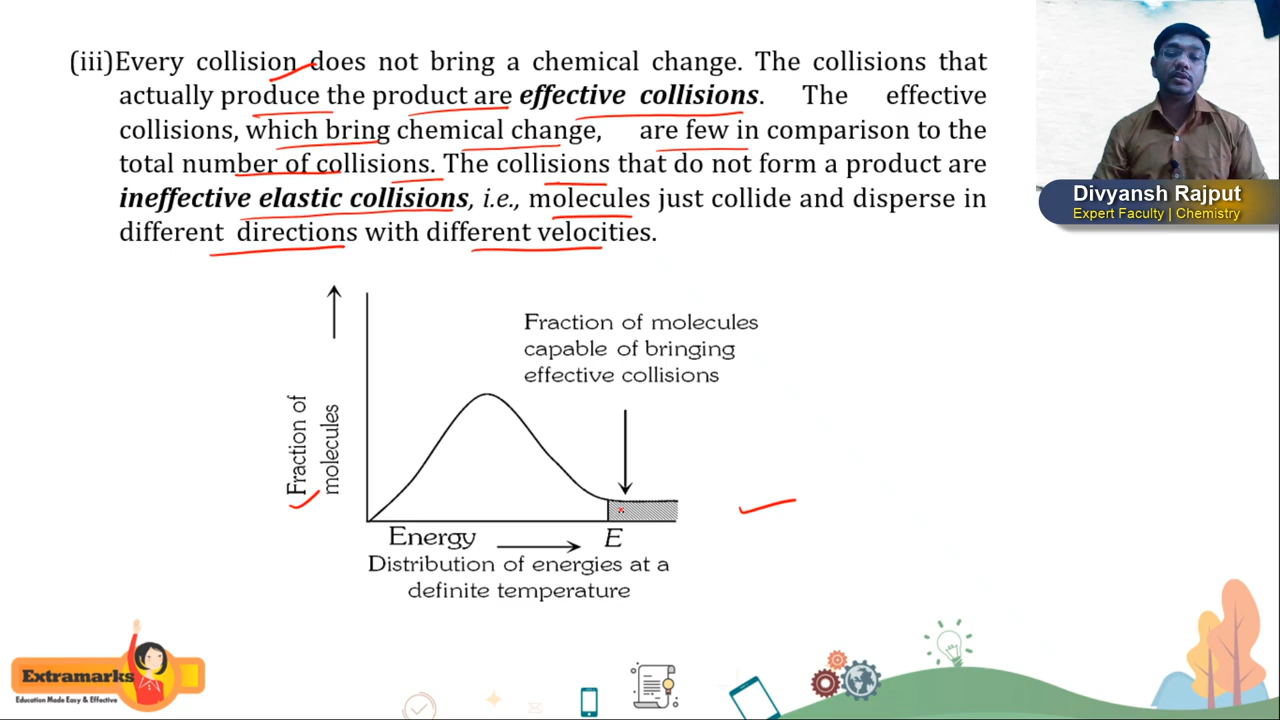 (iii)Every collision does not bring a chemical change. The collisions that
actually produce the product are effective collisions. The effective
collisions, which bring chemical change, are few in comparison to the
total number of collisions. The collisions that do not form a product are
ineffective elastic collisions, i.e., molecules just collide and disperse in
different directions with different velocities.
Divyansh Rajput
Expert Faculty | Chemistry
Fraction of molecules
capable of bringing
effective collisions
Fraction of
molecules
Energy
E
Distribution of energies at a
definite temperature
Extramarks
Education Made Easy & Effective